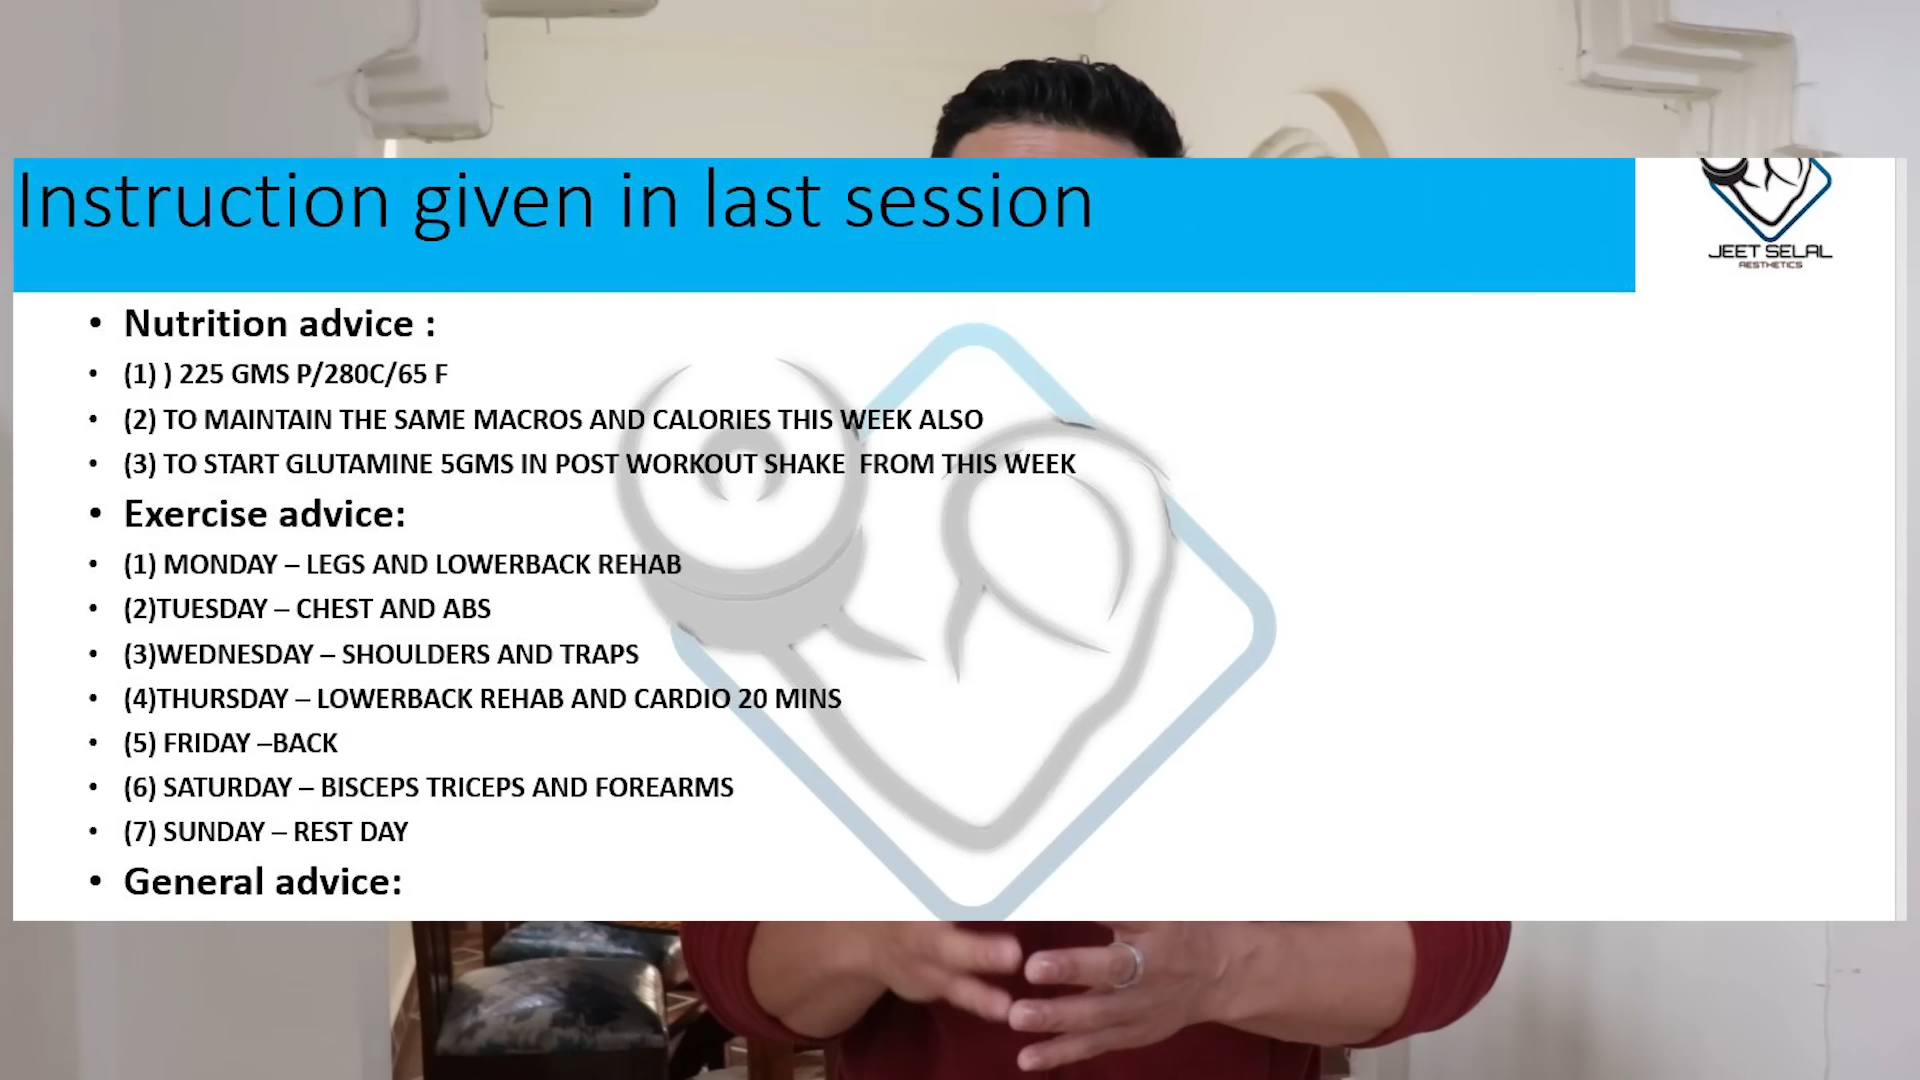 Instruction given in last session
JEET SELAL
AESTHETICS
• Nutrition advice :
• (1) ) 225 GMS P/280C/65 F
• (2) TO MAINTAIN THE SAME MACROS AND CALORIES THIS WEEK ALSO
• (3) TO START GLUTAMINE 5GMS IN POST WORKOUT SHAKE FROM THIS WEEK
• Exercise advice:
• (1) MONDAY – LEGS AND LOWERBACK REHAB
• (2)TUESDAY – CHEST AND ABS
• (3)WEDNESDAY – SHOULDERS AND TRAPS
• (4)THURSDAY – LOWERBACK REHAB AND CARDIO 20 MINS
• (5) FRIDAY –BACK
• (6) SATURDAY – BISCEPS TRICEPS AND FOREARMS
• (7) SUNDAY – REST DAY
• General advice: